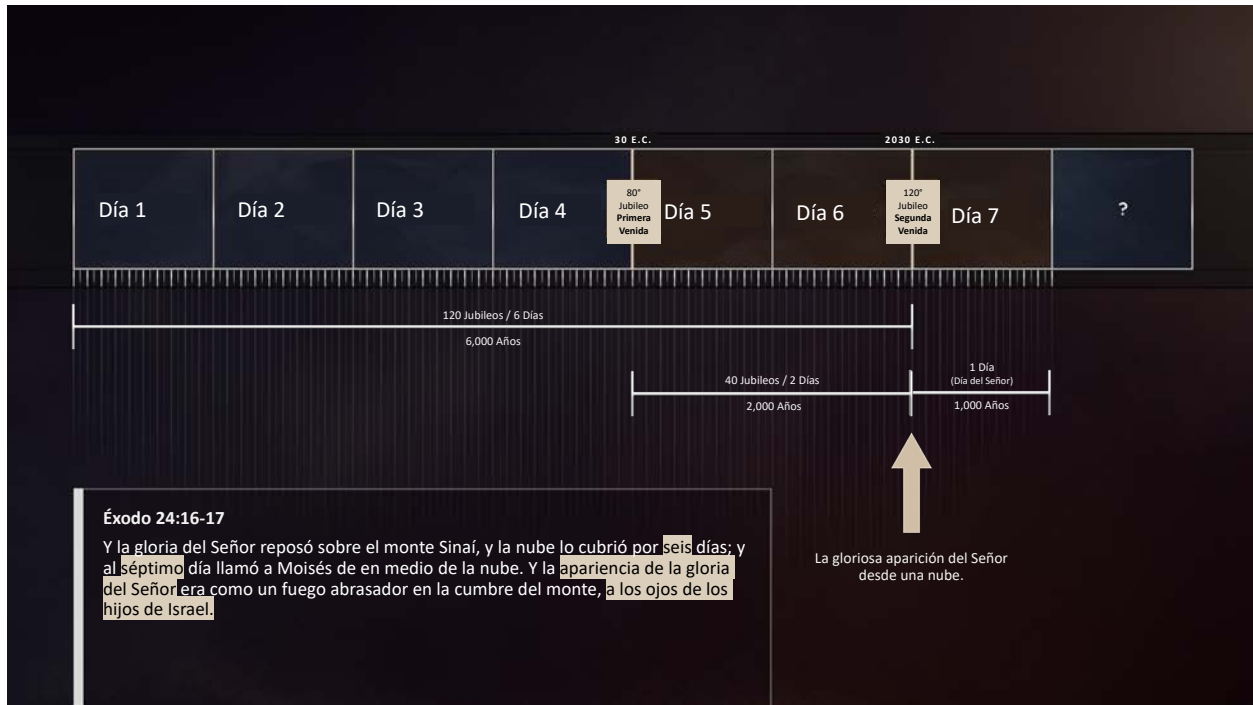 30 E.C.
2030 E.C.
Día 1
Día 2
Día 3
Día 4
80°
Jubileo
Primera
Venida
Día 5
Día 6
120°
Jubileo
Segunda
Venida
Día 7
?
120 Jubileos / 6 Días
6,000 Años
40 Jubileos / 2 Días
2,000 Años
1 Día
(Día del Señor)
1,000 Años
Éxodo 24:16-17
Y la gloria del Señor reposó sobre el monte Sinaí, y la nube lo cubrió por seis días; y
al séptimo día llamó a Moisés de en medio de la nube. Y la apariencia de la gloria
del Señor era como un fuego abrasador en la cumbre del monte, a los ojos de los
hijos de Israel.
La gloriosa aparición del Señor
desde una nube.